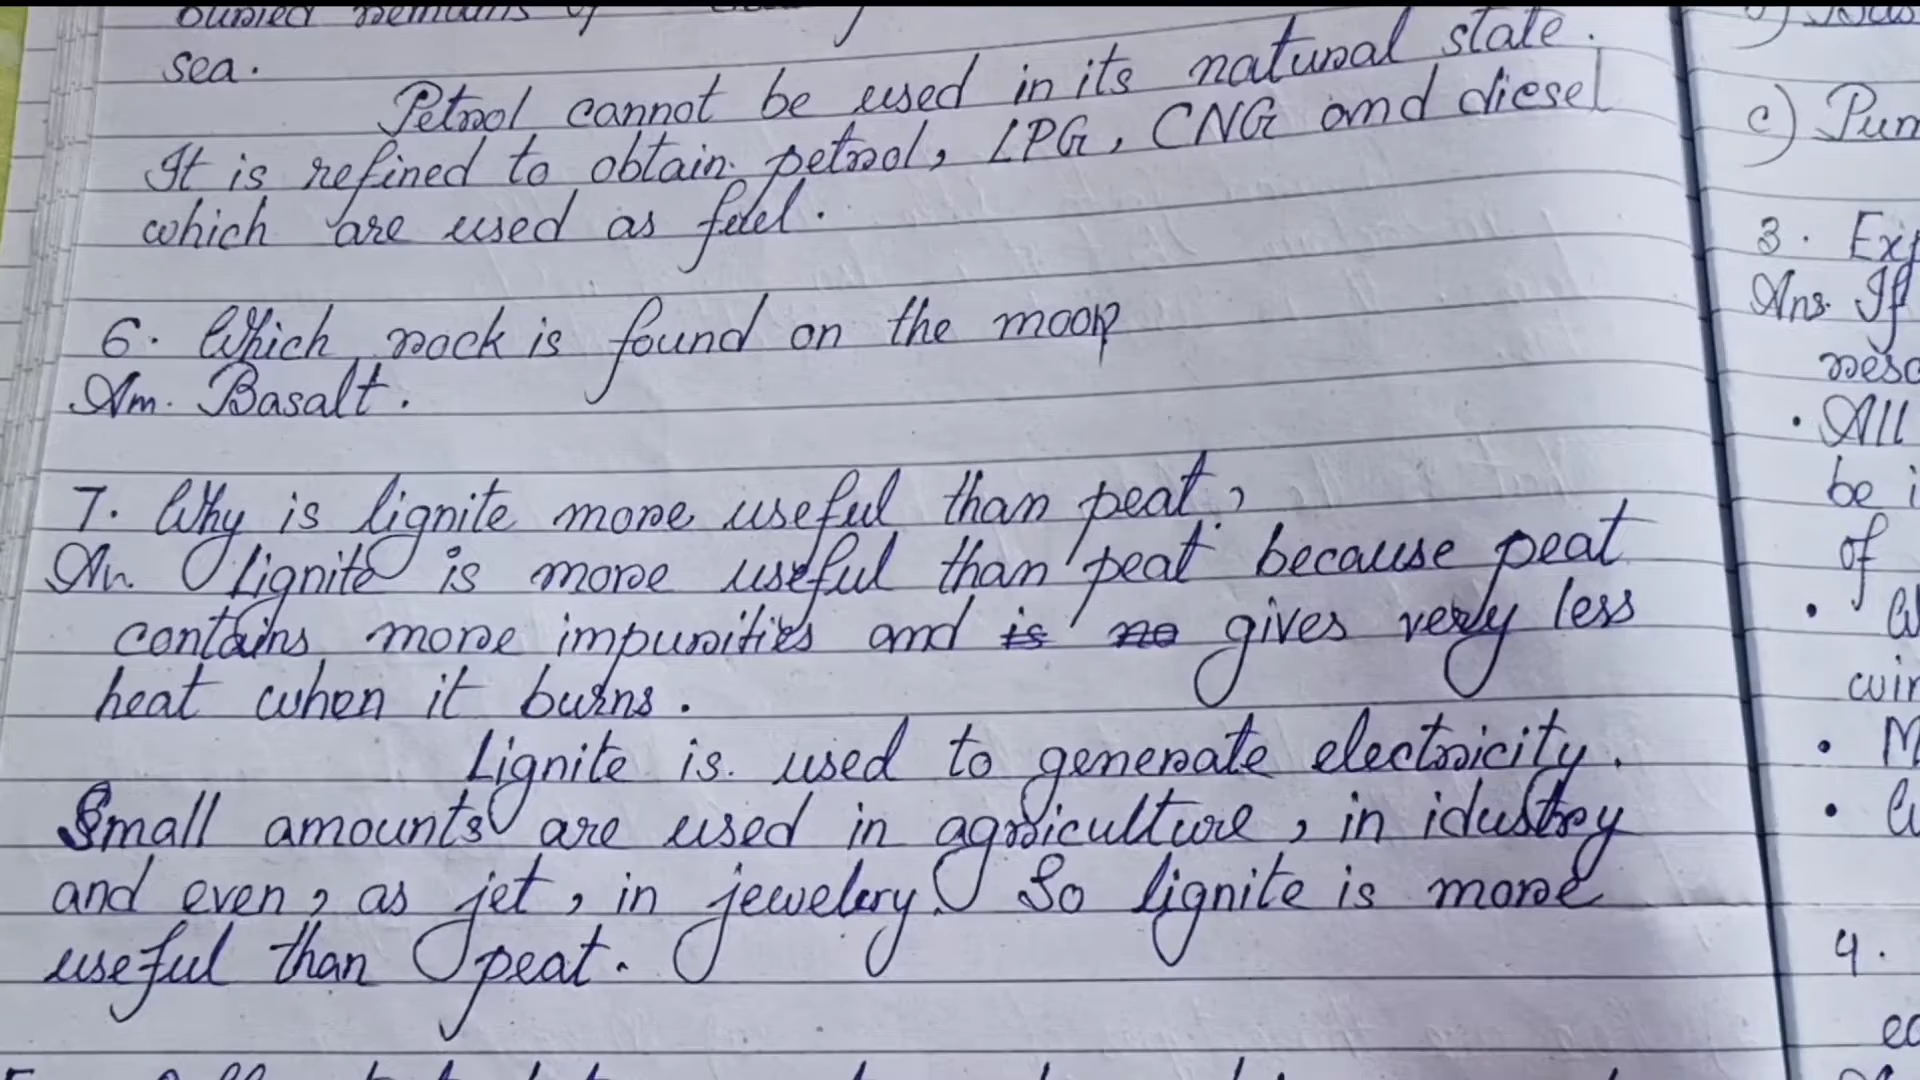 buried remains of
sea.
Petrol cannot be used in its natural state.
It is refined to obtain petrol, LPG, CNG and diesel
which are used as fuel.
6. Which rock is found on the moon
Ans. Basalt.
7. Why is lignite more useful than peat?
An. Lignite is more useful than peat because peat
contains more impurities and is no gives very less
heat when it burns.
Lignite is used to generate electricity.
Small amounts are used in agriculture, in idustry
and even, as jet, in jewelery. So lignite is more
useful than peat.
c)
3.
Ans. If
• All
be
of
•
• M
•
4.